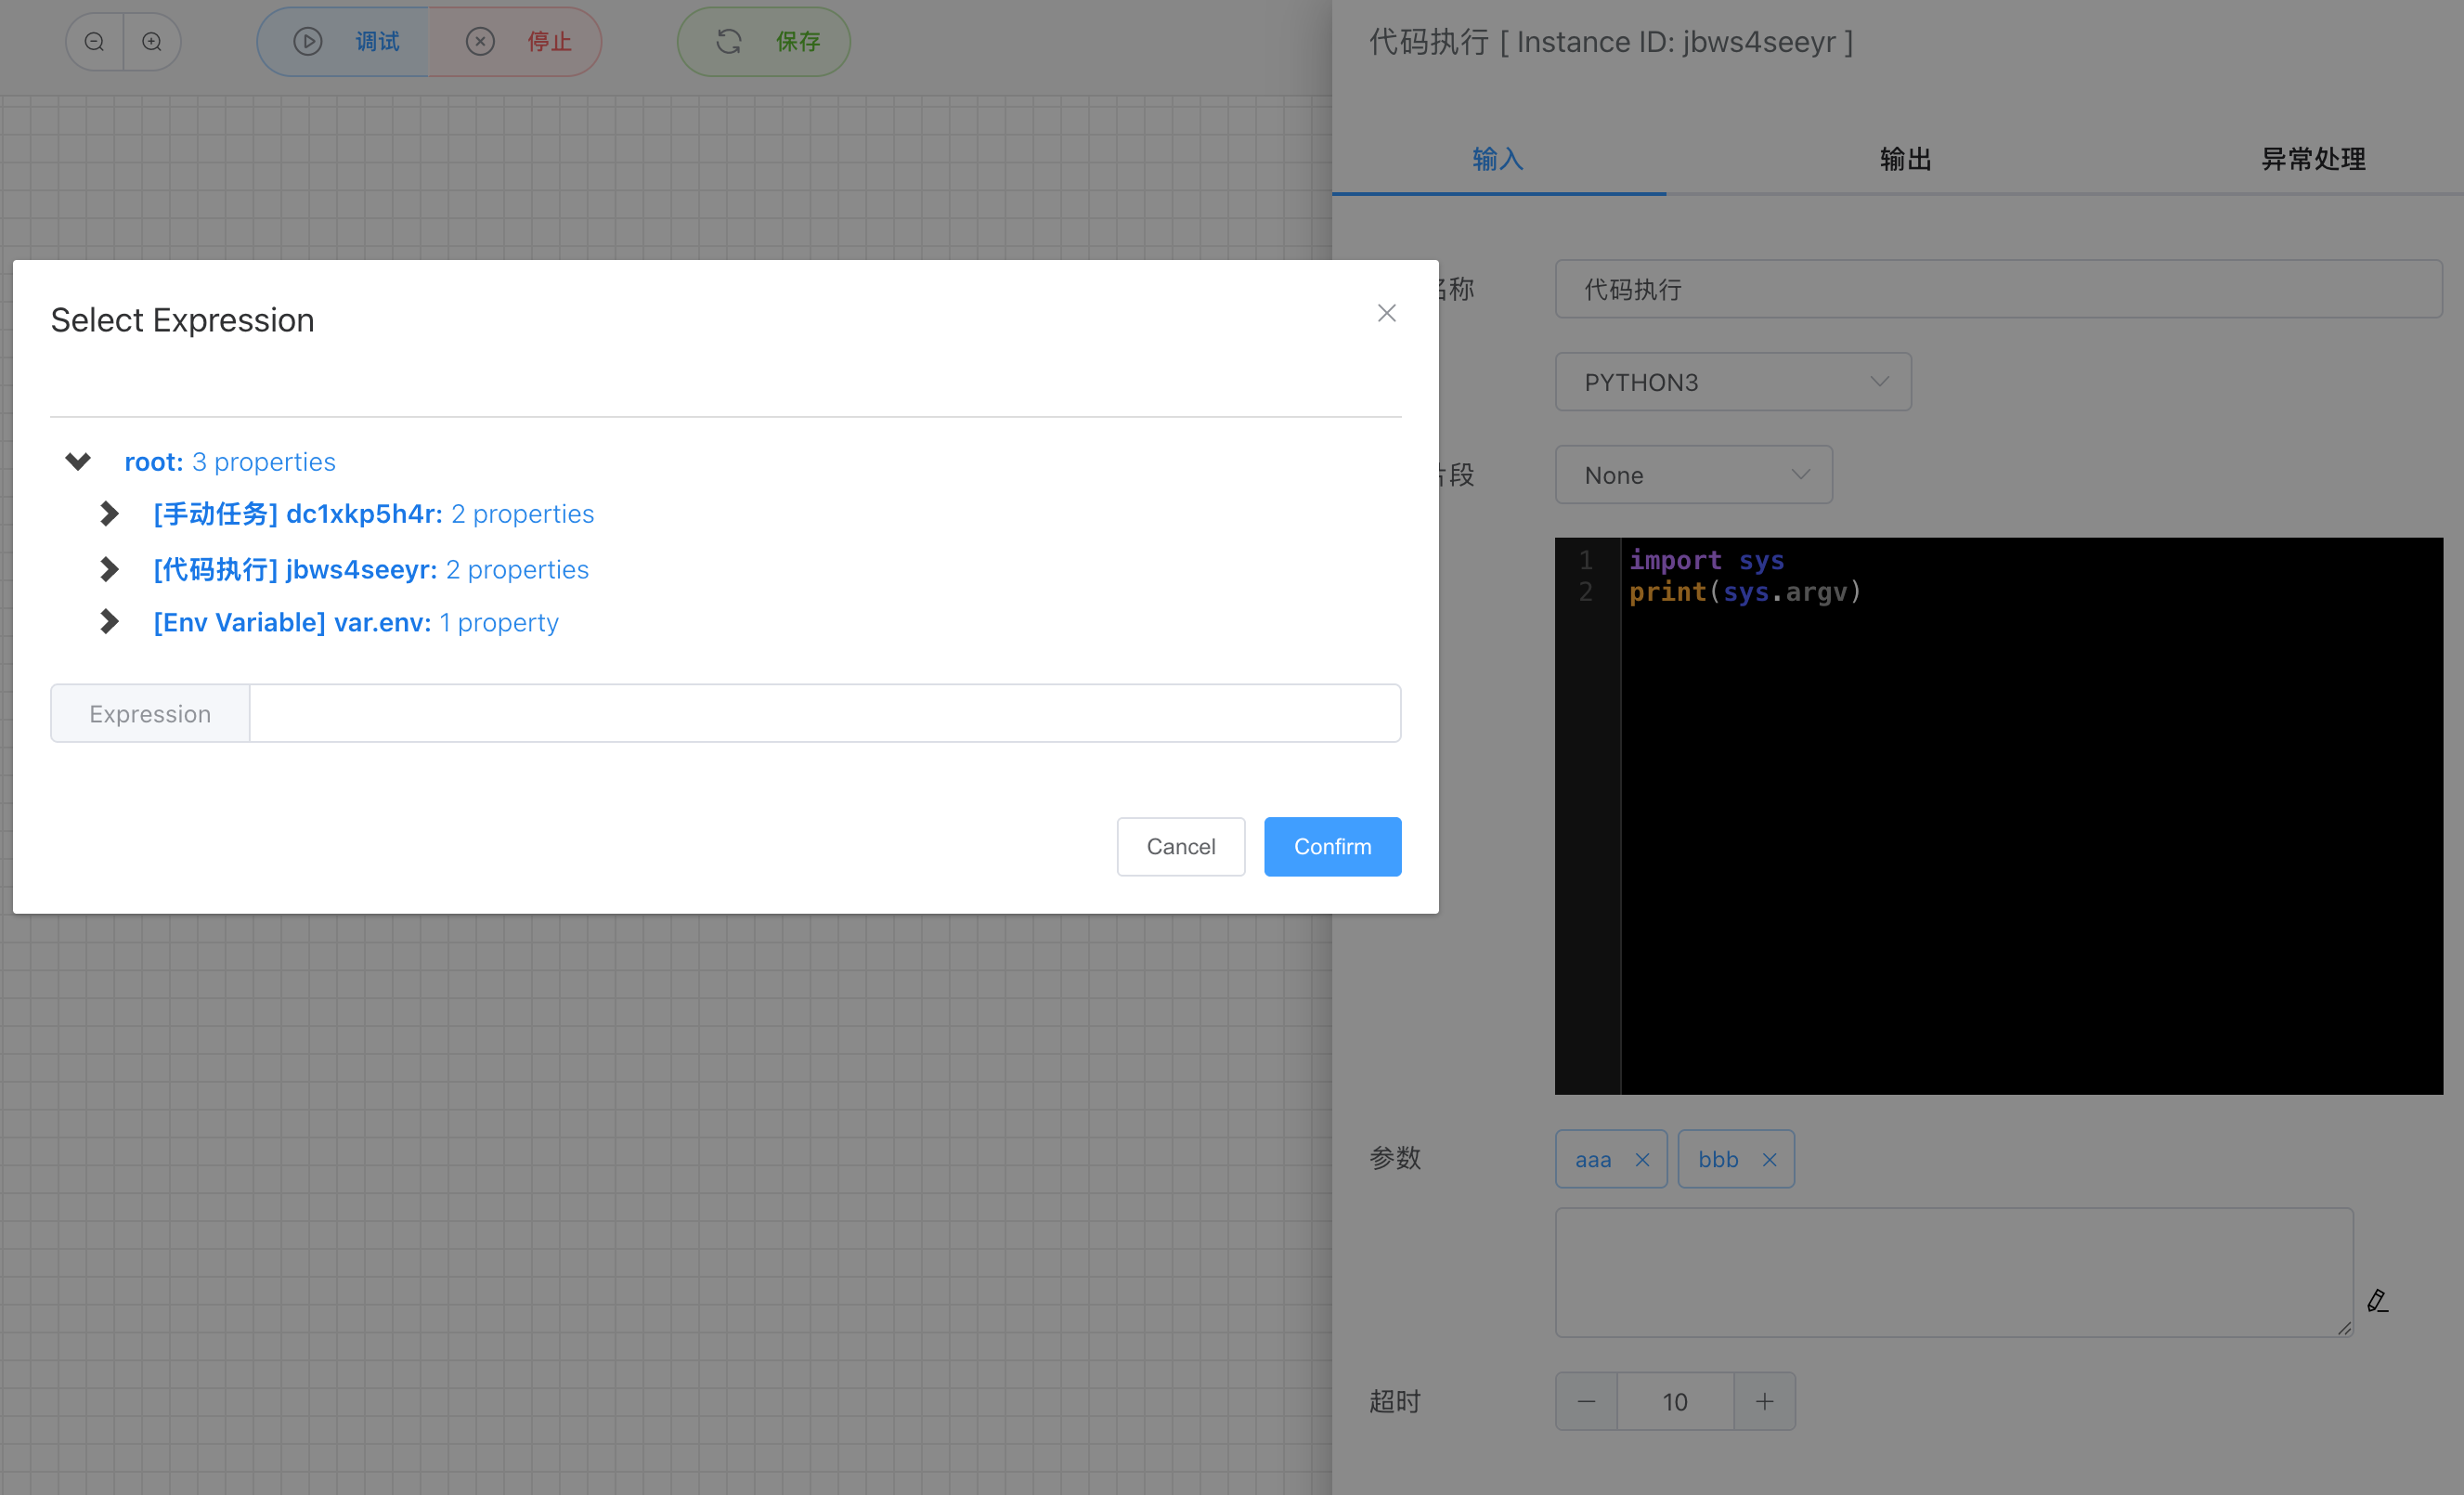 调试
停止
保存
代码执行 [ Instance ID: jbws4seeyr ]
输入
输出
异常处理
Select Expression
root: 3 properties
[手动任务] dc1xkp5h4r: 2 properties
[代码执行] jbws4seeyr: 2 properties
[Env Variable] var.env: 1 property
Expression
Cancel
Confirm
称
代码执行
PYTHON3
段
None
1 import sys
2 print(sys.argv)
参数
aaa
bbb
超时
10